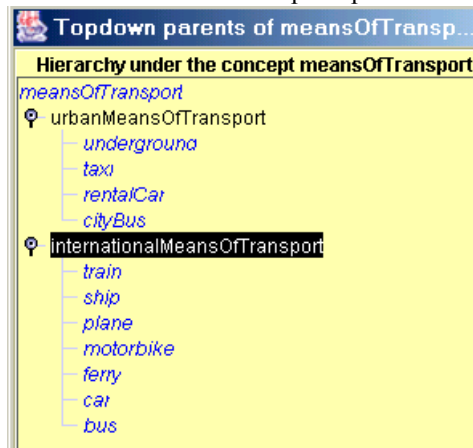 Topdown parents of meansOfTransp...
Hierarchy under the concept meansOfTransport
meansOfTransport
urbanMeansOfTransport
underground
taxi
rentalCar
cityBus
internationalMeansOfTransport
train
ship
plane
motorbike
ferry
car
bus